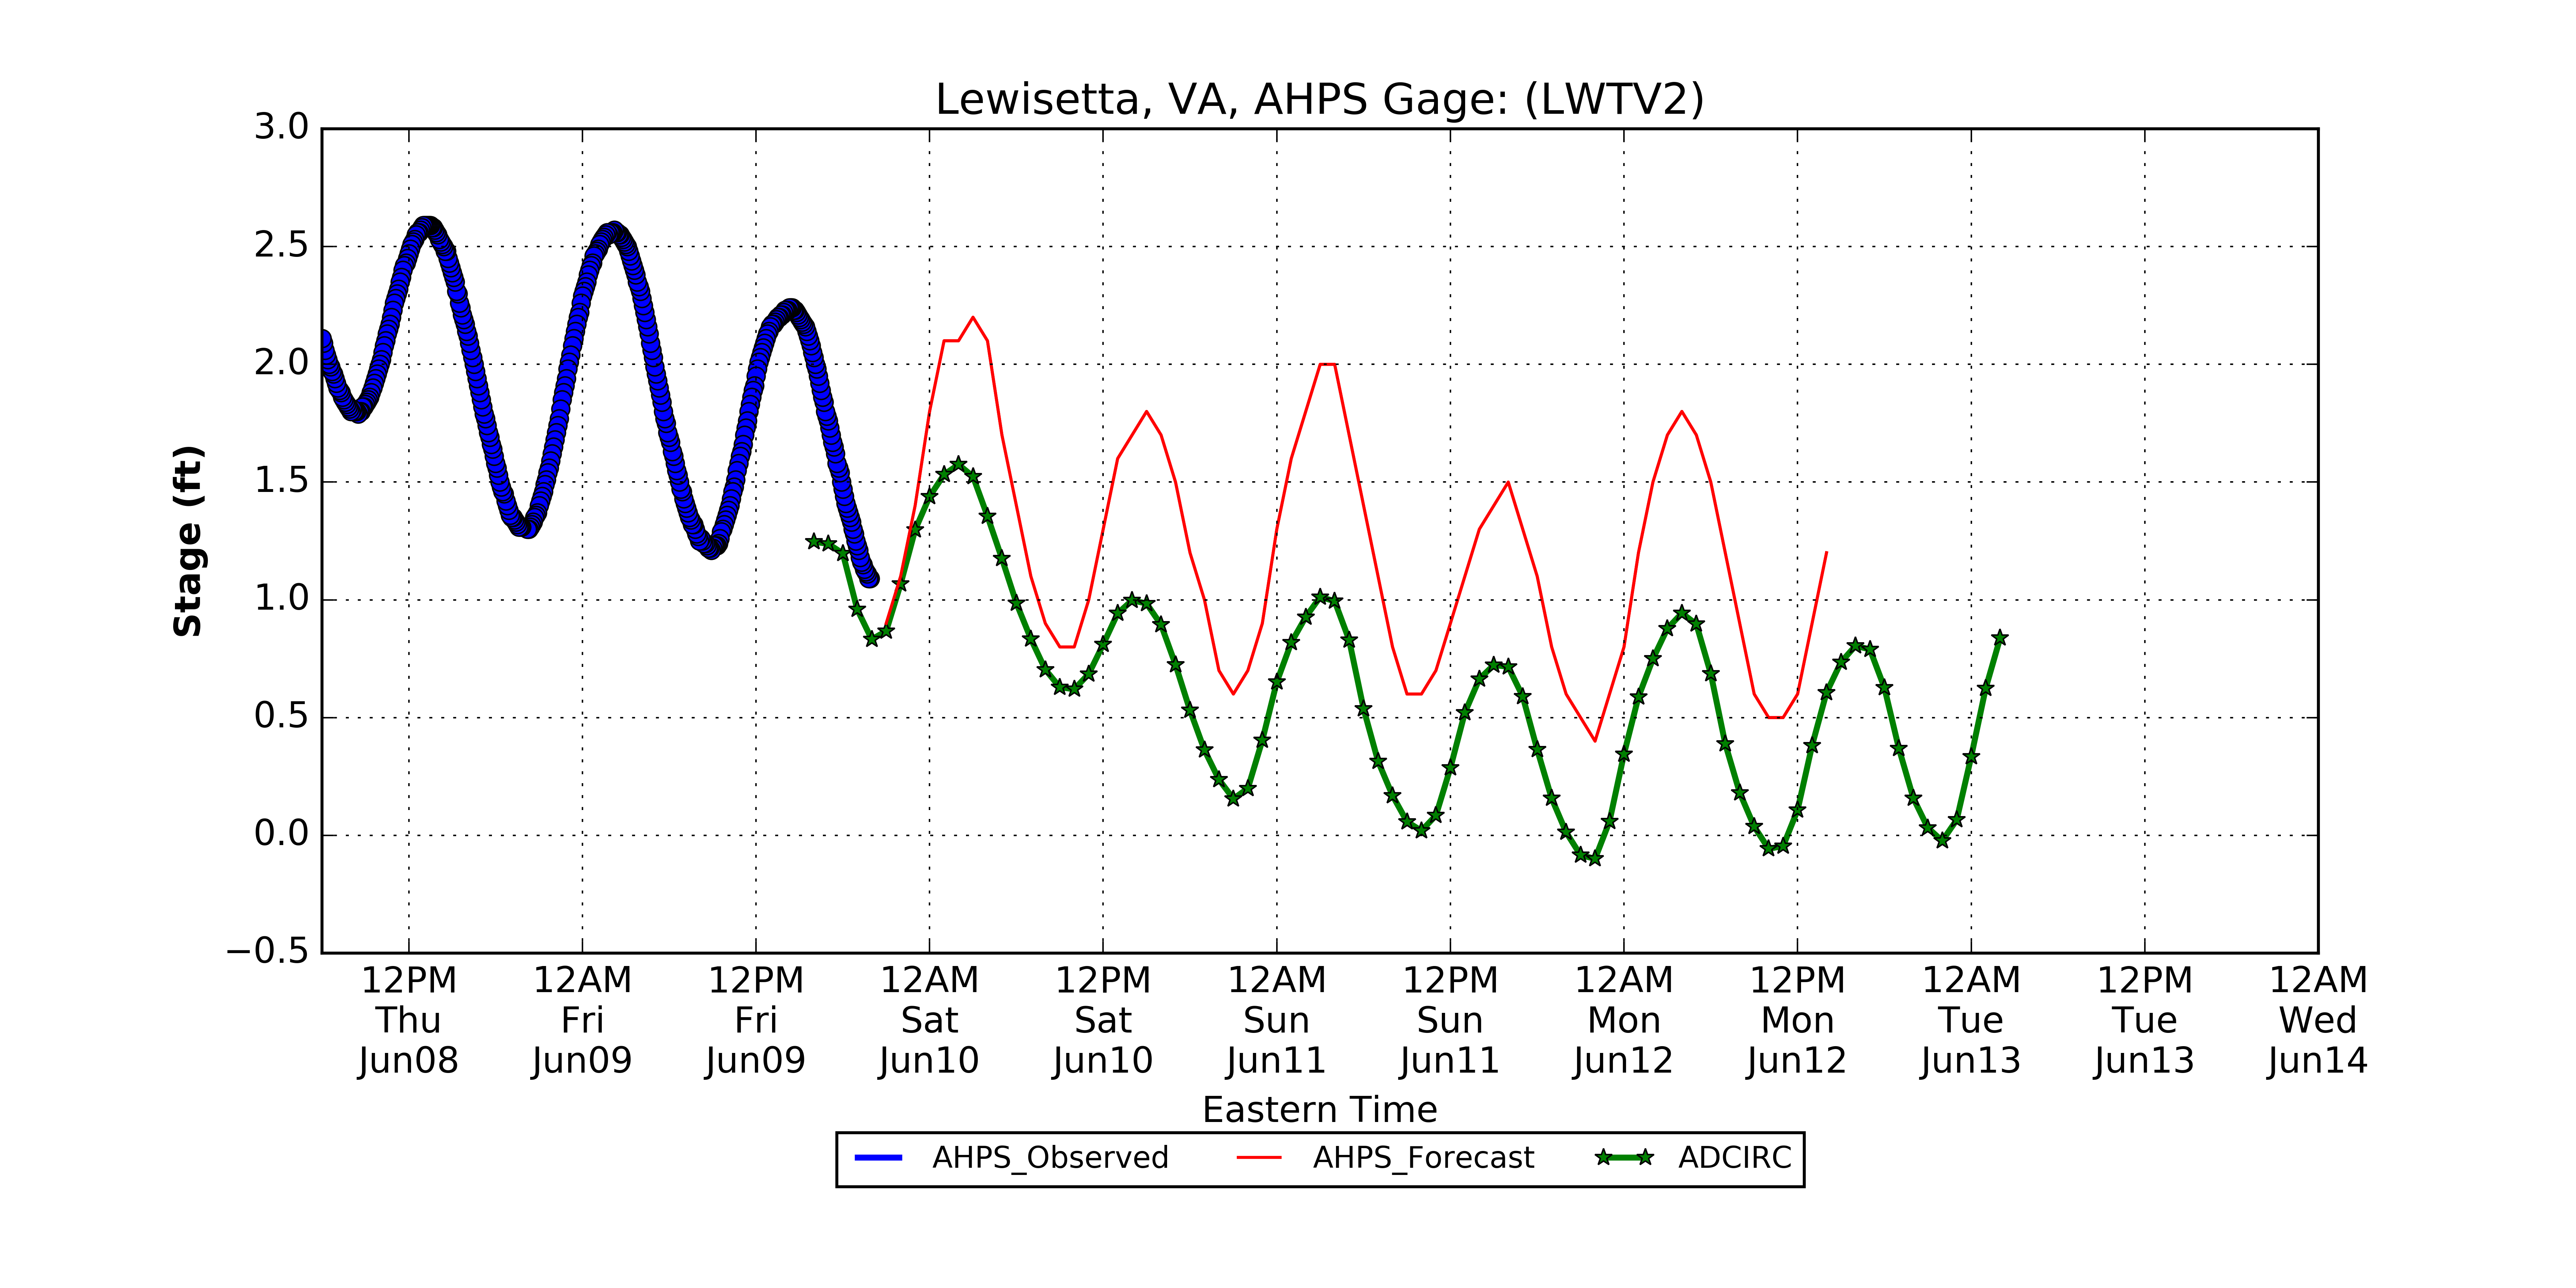 Lewisetta, VA, AHPS Gage: (LWTV2)
3.0
2.5
2.0
1.5
1.0
0.5
0.0
−0.5
Stage (ft)
12PM 12AM 12PM 12AM 12PM 12AM 12PM 12AM 12PM 12AM 12PM 12AM
Thu Fri Fri Sat Sat Sun Sun Mon Mon Tue Tue Wed
Jun08 Jun09 Jun09 Jun10 Jun10 Jun11 Jun11 Jun12 Jun12 Jun13 Jun13 Jun14
Eastern Time
AHPS_Observed AHPS_Forecast ADCIRC